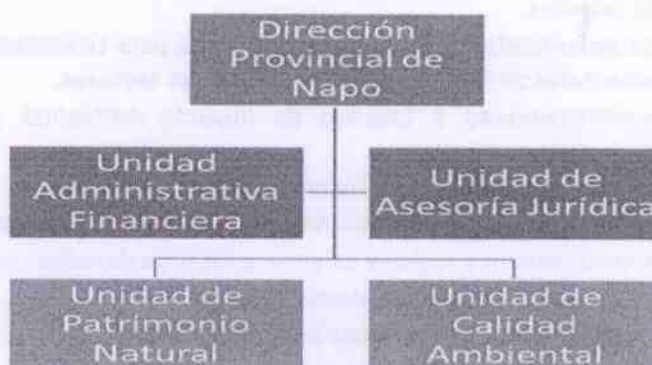 Dirección
Provincial de
Napo
Unidad
Administrativa
Financiera
Unidad de
Asesoría Jurídica
Unidad de
Patrimonio
Natural
Unidad de
Calidad
Ambiental